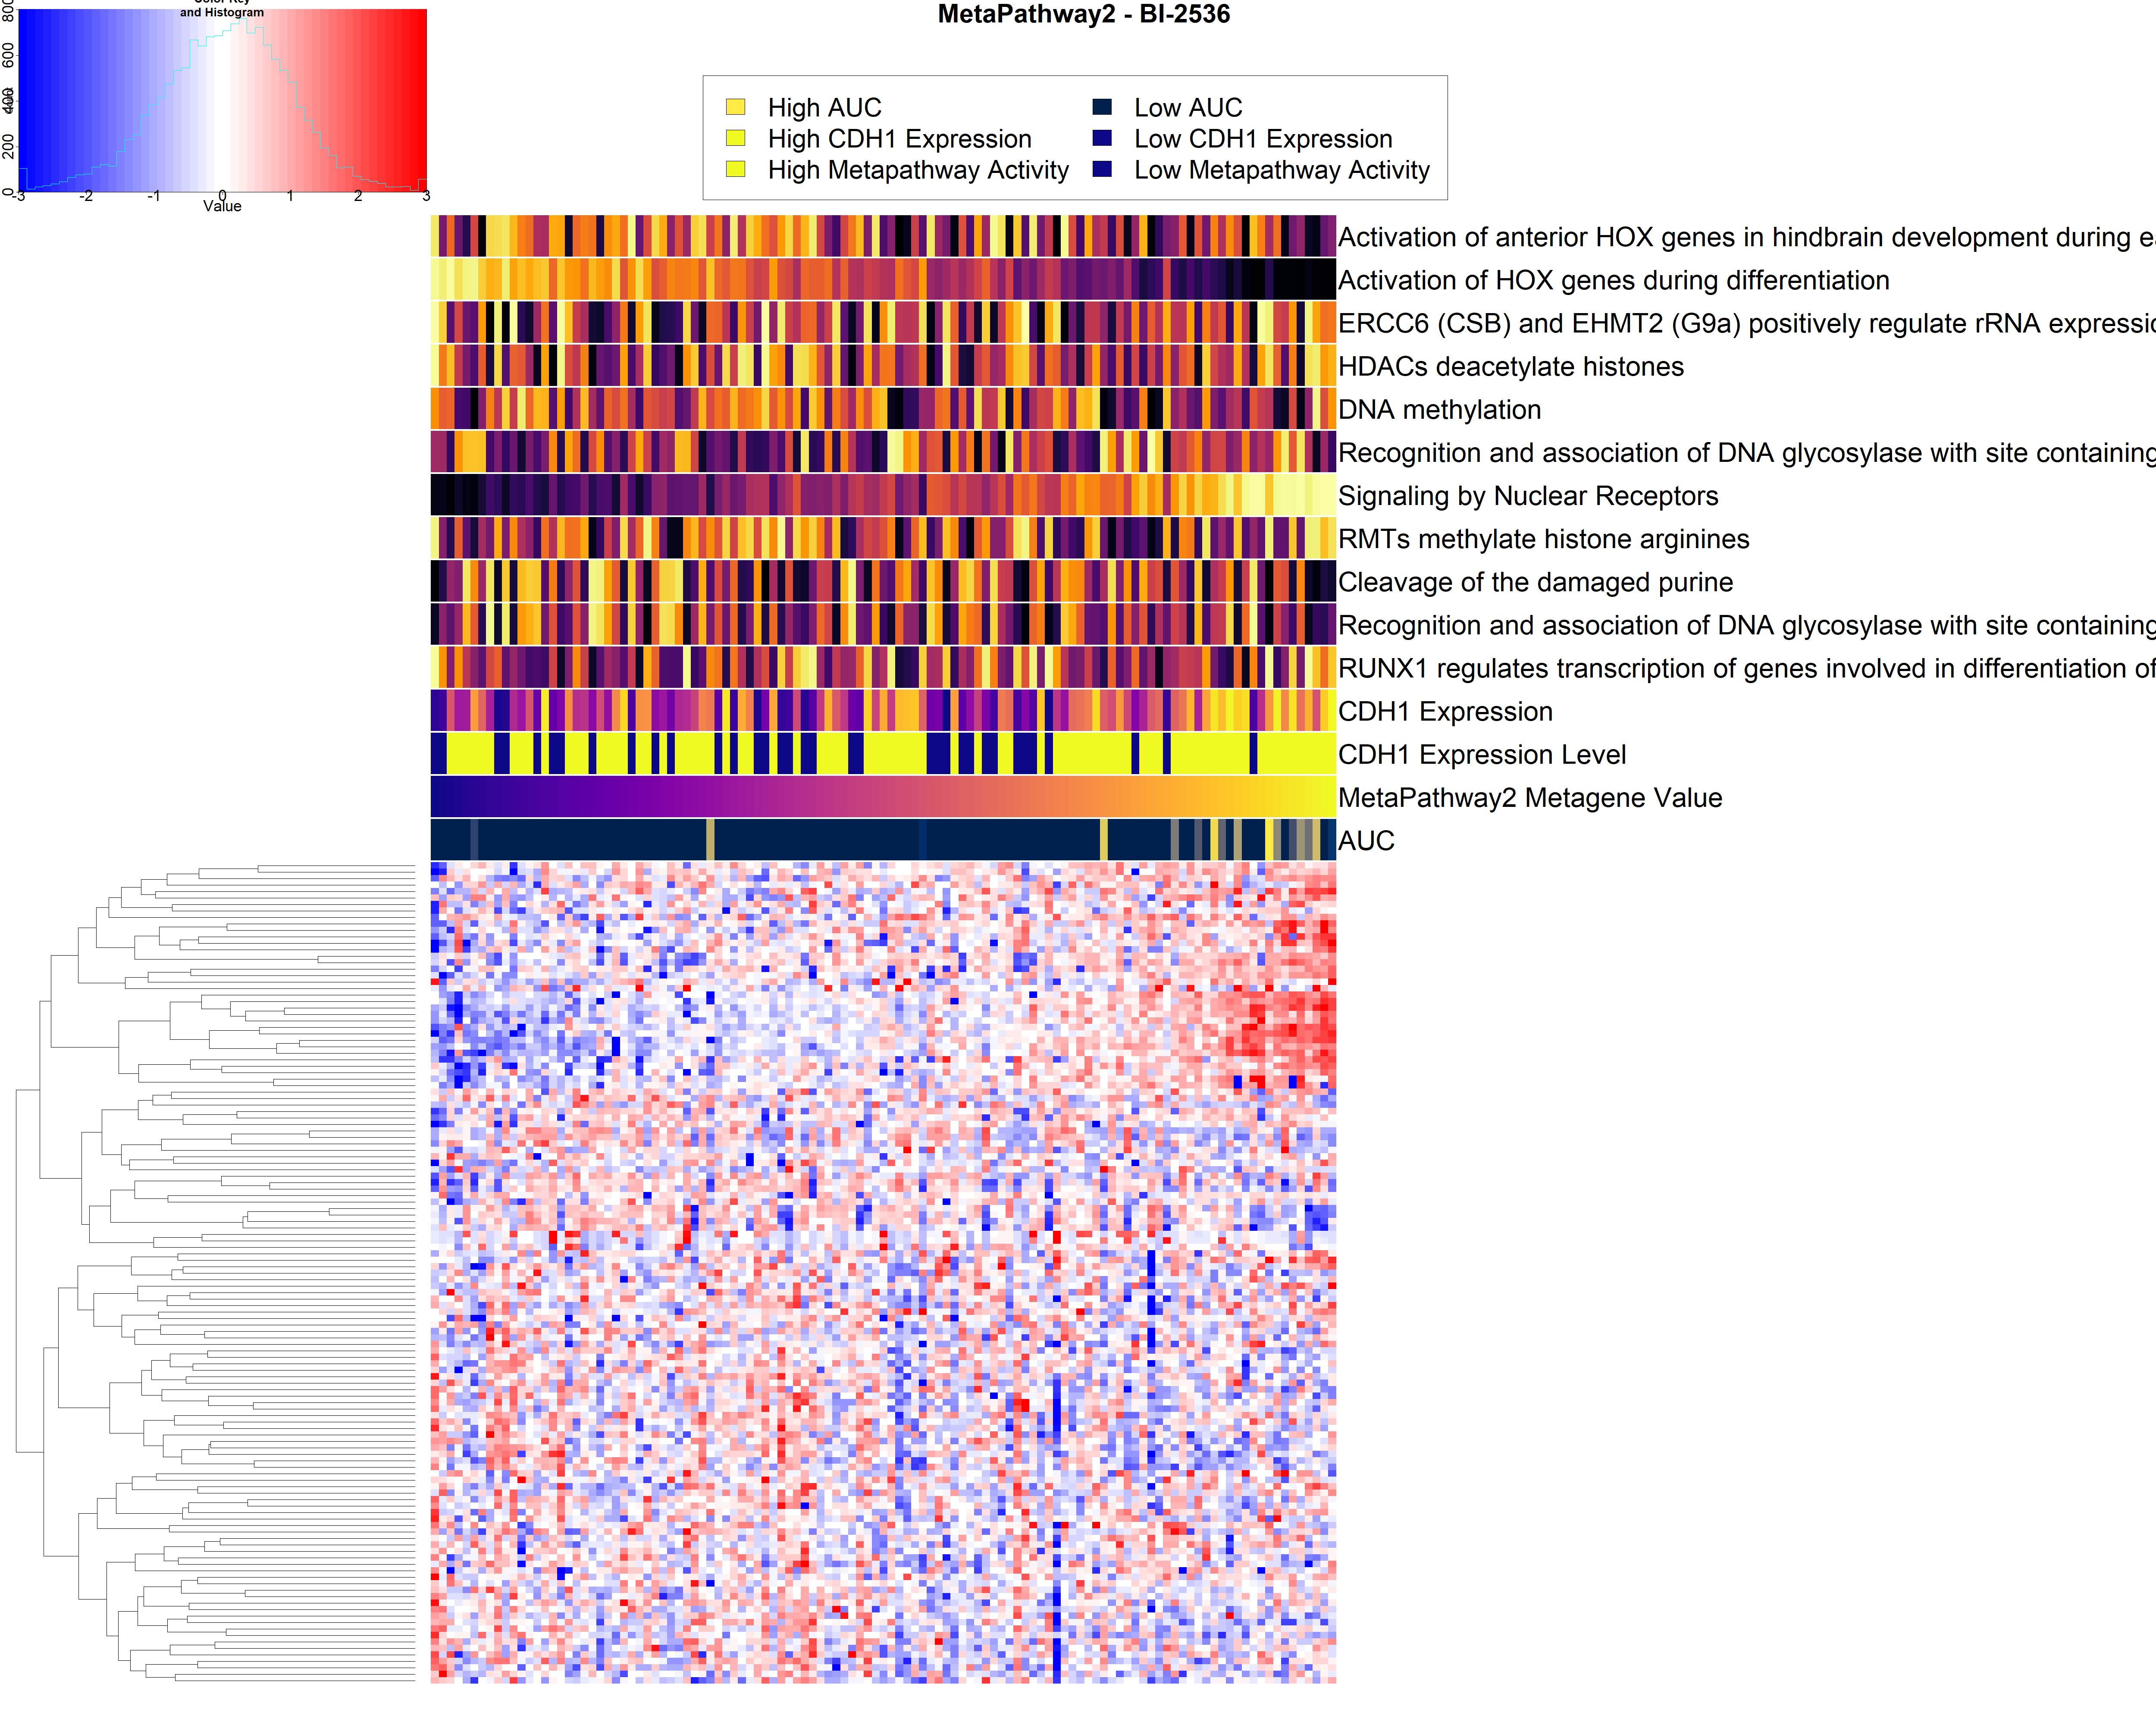 Color Key
and Histogram
MetaPathway2 - BI-2536
800
600
400
200
0
-3 -2 -1 0 1 2 3
Value
High AUC Low AUC
High CDH1 Expression Low CDH1 Expression
High Metapathway Activity Low Metapathway Activity
Activation of anterior HOX genes in hindbrain development during
Activation of HOX genes during differentiation
ERCC6 (CSB) and EHMT2 (G9a) positively regulate rRNA
HDACs deacetylate histones
DNA methylation
Recognition and association of DNA glycosylase with site containing
Signaling by Nuclear Receptors
RMTs methylate histone arginines
Cleavage of the damaged purine
Recognition and association of DNA glycosylase with site containing
RUNX1 regulates transcription of genes involved in differentiation of
CDH1 Expression
CDH1 Expression Level
MetaPathway2 Metagene Value
AUC